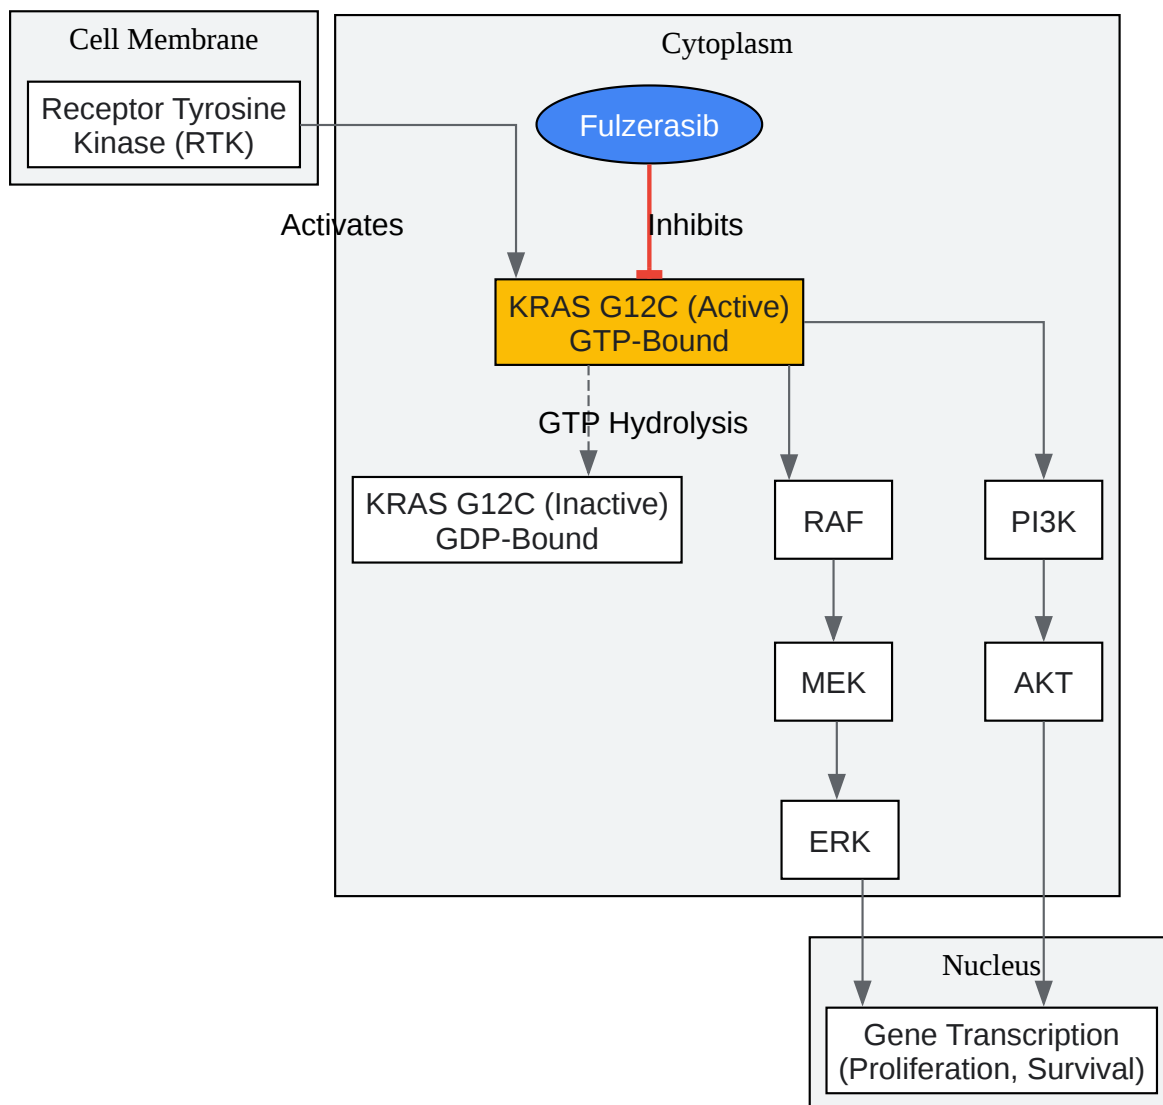 Cell Membrane
Receptor Tyrosine
Kinase (RTK)
Cytoplasm
Fulzerasib
Activates
Inhibits
KRAS G12C (Active)
GTP-Bound
GTP Hydrolysis
KRAS G12C (Inactive)
GDP-Bound
RAF
PI3K
MEK
AKT
ERK
Nucleus
Gene Transcription
(Proliferation, Survival)